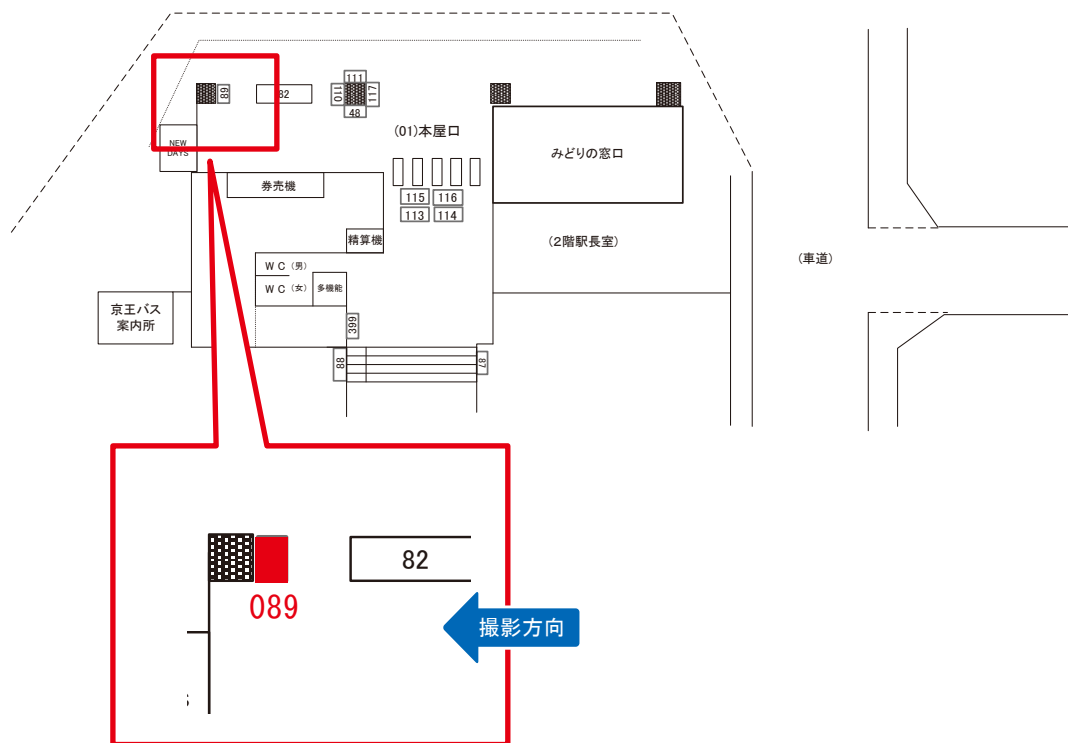 111
89
82
110
117
48
(01)本屋口
NEW
DAYS
みどりの窓口
券売機
115
116
113
114
精算機
(2階駅長室)
(車道)
WC(男)
WC(女)
多機能
京王バス
案内所
399
88
87
82
089
撮影方向